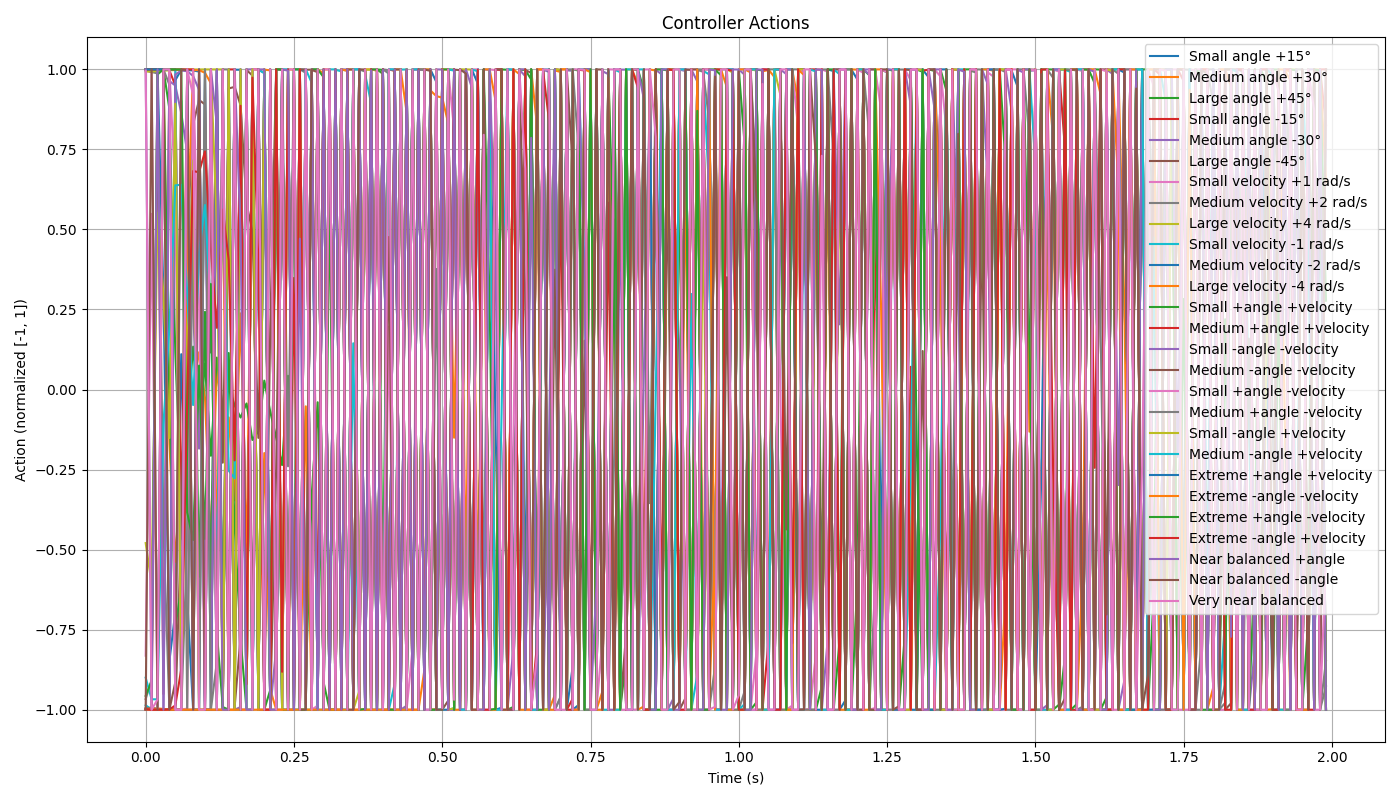 Controller Actions
1.00
0.75
0.50
0.25
0.00
−0.25
−0.50
−0.75
−1.00
Action (normalized [-1, 1])
Small angle +15°
Medium angle +30°
Large angle +45°
Small angle -15°
Medium angle -30°
Large angle -45°
Small velocity +1 rad/s
Medium velocity +2 rad/s
Large velocity +4 rad/s
Small velocity -1 rad/s
Medium velocity -2 rad/s
Large velocity -4 rad/s
Small +angle +velocity
Medium +angle +velocity
Small -angle -velocity
Medium -angle -velocity
Small +angle -velocity
Medium +angle -velocity
Small -angle +velocity
Medium -angle +velocity
Extreme +angle +velocity
Extreme -angle -velocity
Extreme +angle -velocity
Extreme -angle +velocity
Near balanced +angle
Near balanced -angle
Very near balanced
0.00 0.25 0.50 0.75 1.00 1.25 1.50 1.75 2.00
Time (s)